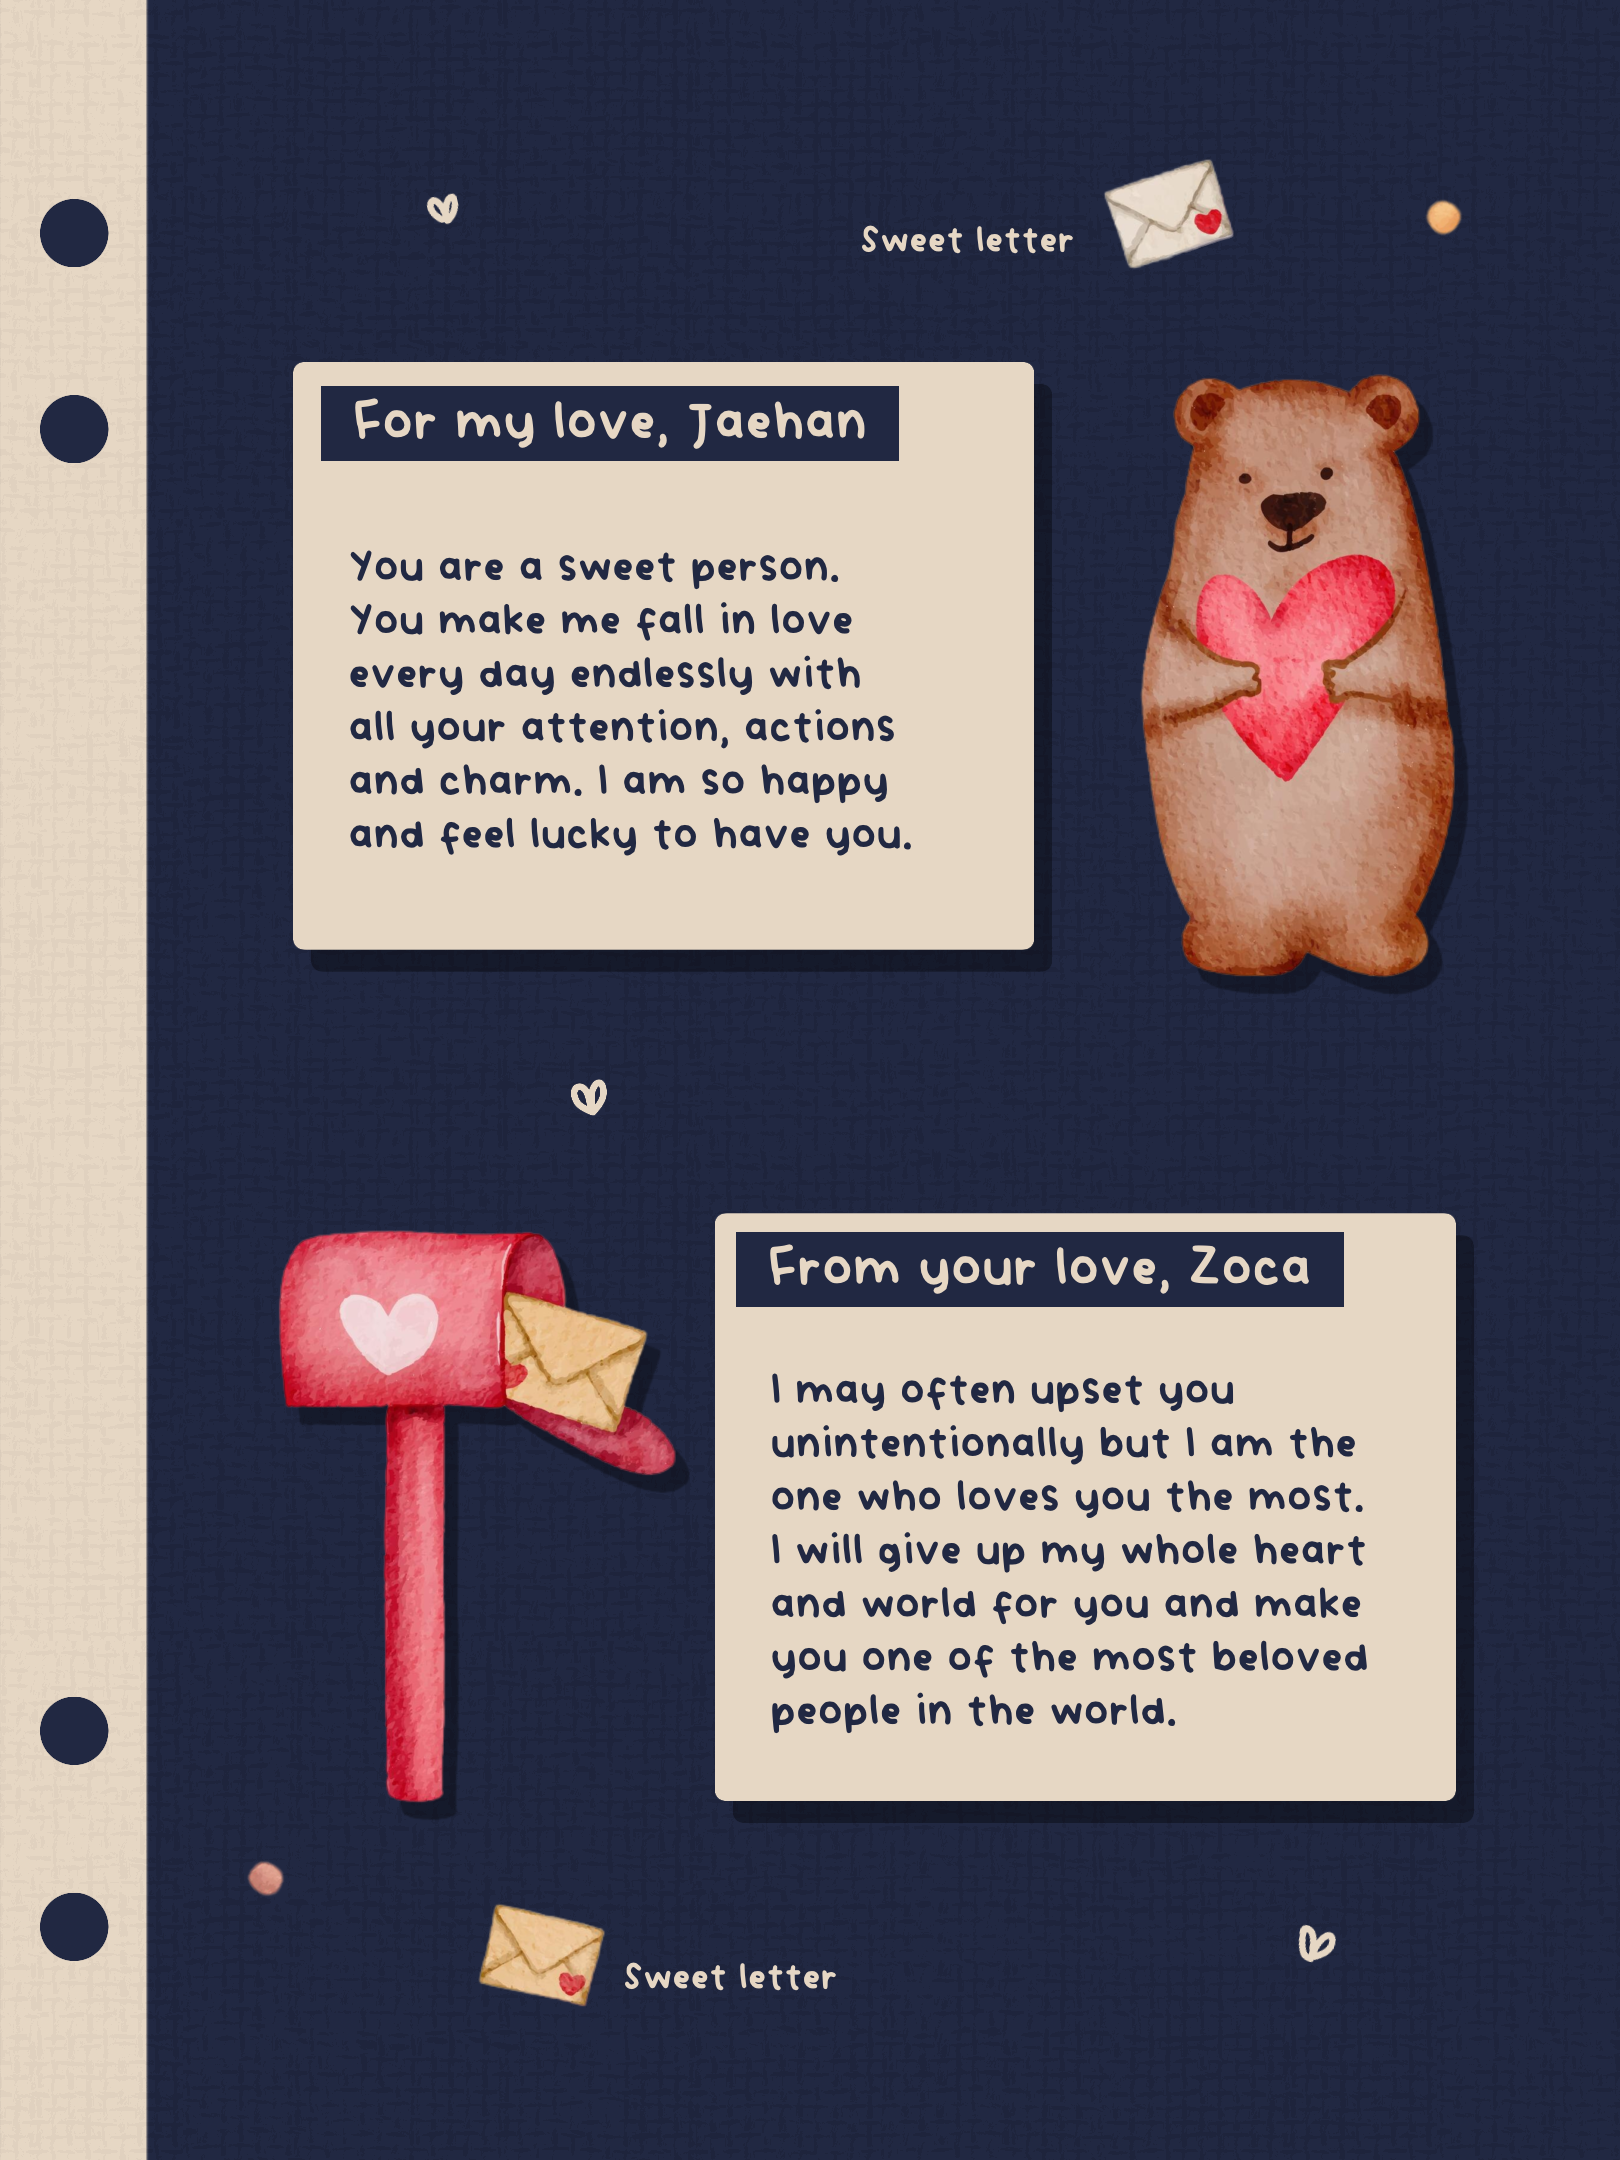 Sweet letter
For my love, Jaehan
You are a sweet person.
You make me fall in love
every day endlessly with
all your attention, actions
and charm. I am so happy
and feel lucky to have you.
From your love, Zoca
I may often upset you
unintentionally but I am the
one who loves you the most.
I will give up my whole heart
and world for you and make
you one of the most beloved
people in the world.
Sweet letter